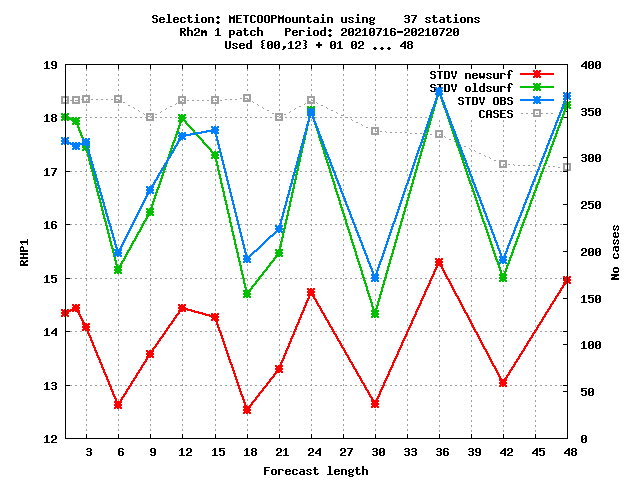 Selection: METCOOPMountain using    37 stations
Rh2m 1 patch   Period: 20210716-20210720
Used {00,12} + 01 02 ... 48
STDV newsurf
STDV oldsurf
STDV OBS
CASES
19
18
17
16
15
14
13
12
400
350
300
250
200
150
100
50
0
RHP1
No cases
3 6 9 12 15 18 21 24 27 30 33 36 39 42 45 48
Forecast length